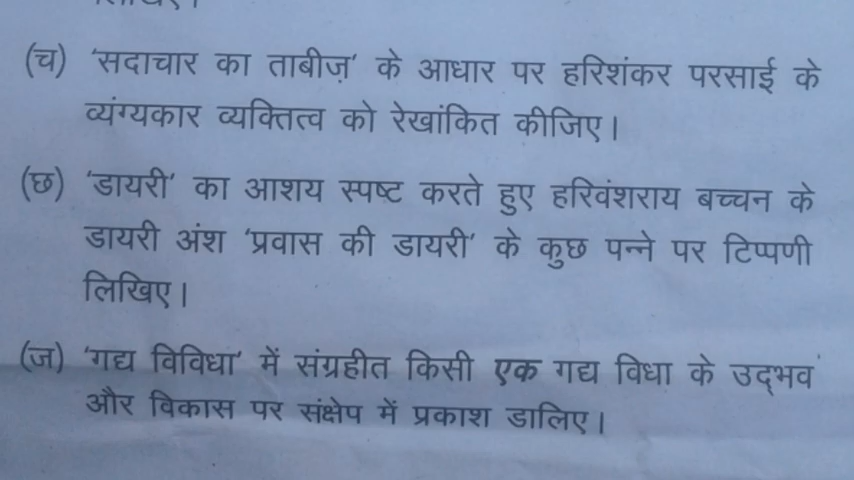 (च) 'सदाचार का ताबीज़' के आधार पर हरिशंकर परसाई के
व्यंग्यकार व्यक्तित्व को रेखांकित कीजिए।
(छ) 'डायरी' का आशय स्पष्ट करते हुए हरिवंशराय बच्चन के
डायरी अंश 'प्रवास की डायरी' के कुछ पन्ने पर टिप्पणी
लिखिए।
(ज) 'गद्य विविधा' में संग्रहीत किसी एक गद्य विधा के उद्भव
और विकास पर संक्षेप में प्रकाश डालिए।